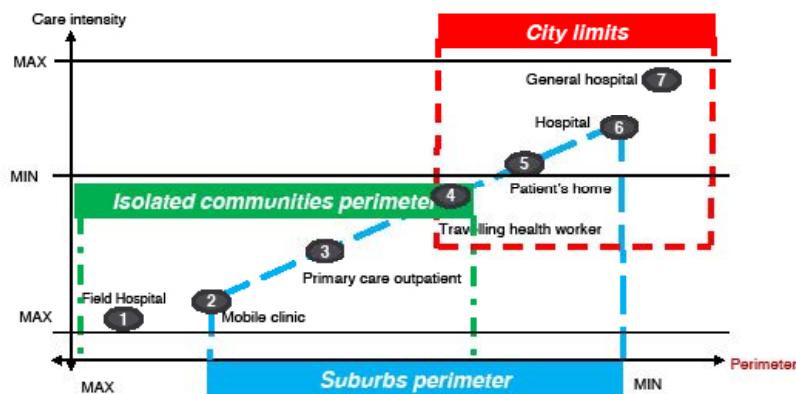 Care intensity
City limits
MAX
General hospital 7
Hospital 6
5
MIN
Patient's home
Isolated communities perimeter 4
Travelling health worker
3
Primary care outpatient
Field Hospital 2
MAX 1 Mobile clinic
Perimeter
MAX Suburbs perimeter MIN